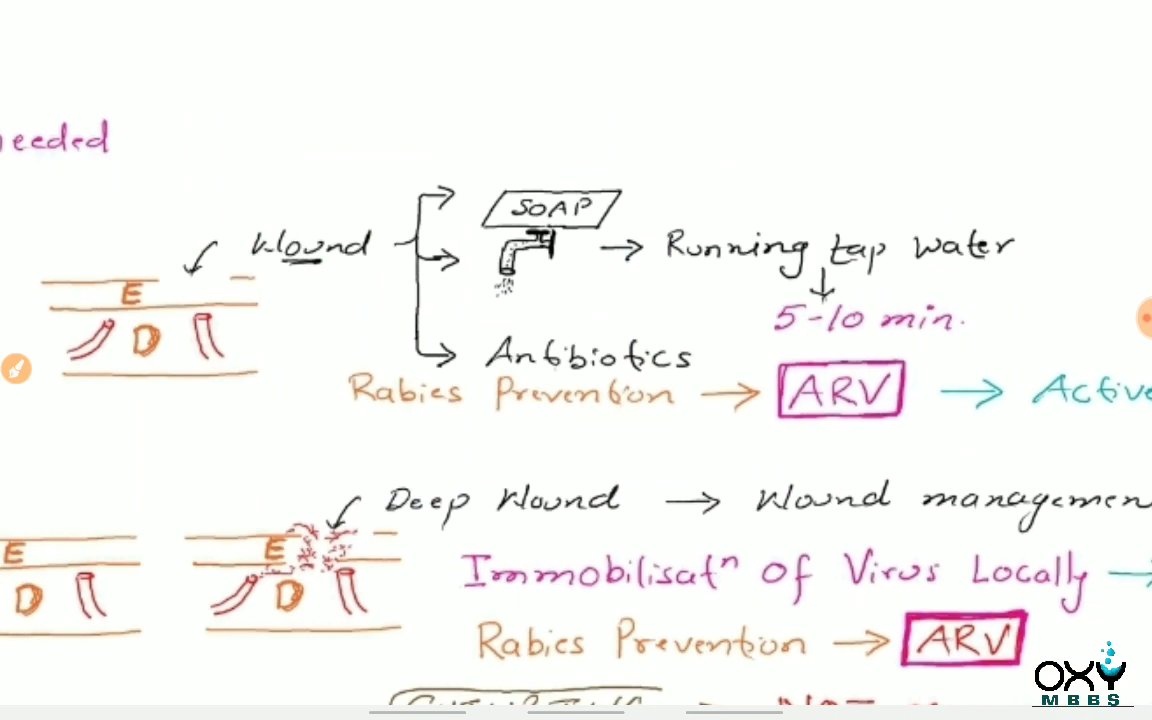 needed
Wound
SOAP
Running tap water
5-10 min.
E
D
Antibiotics
Rabies Prevention → ARV → Active
Deep Wound → Wound managemen
E
D
E
D
Immobilisatⁿ of Virus Locally →
Rabies Prevention → ARV
OXY
MBBS